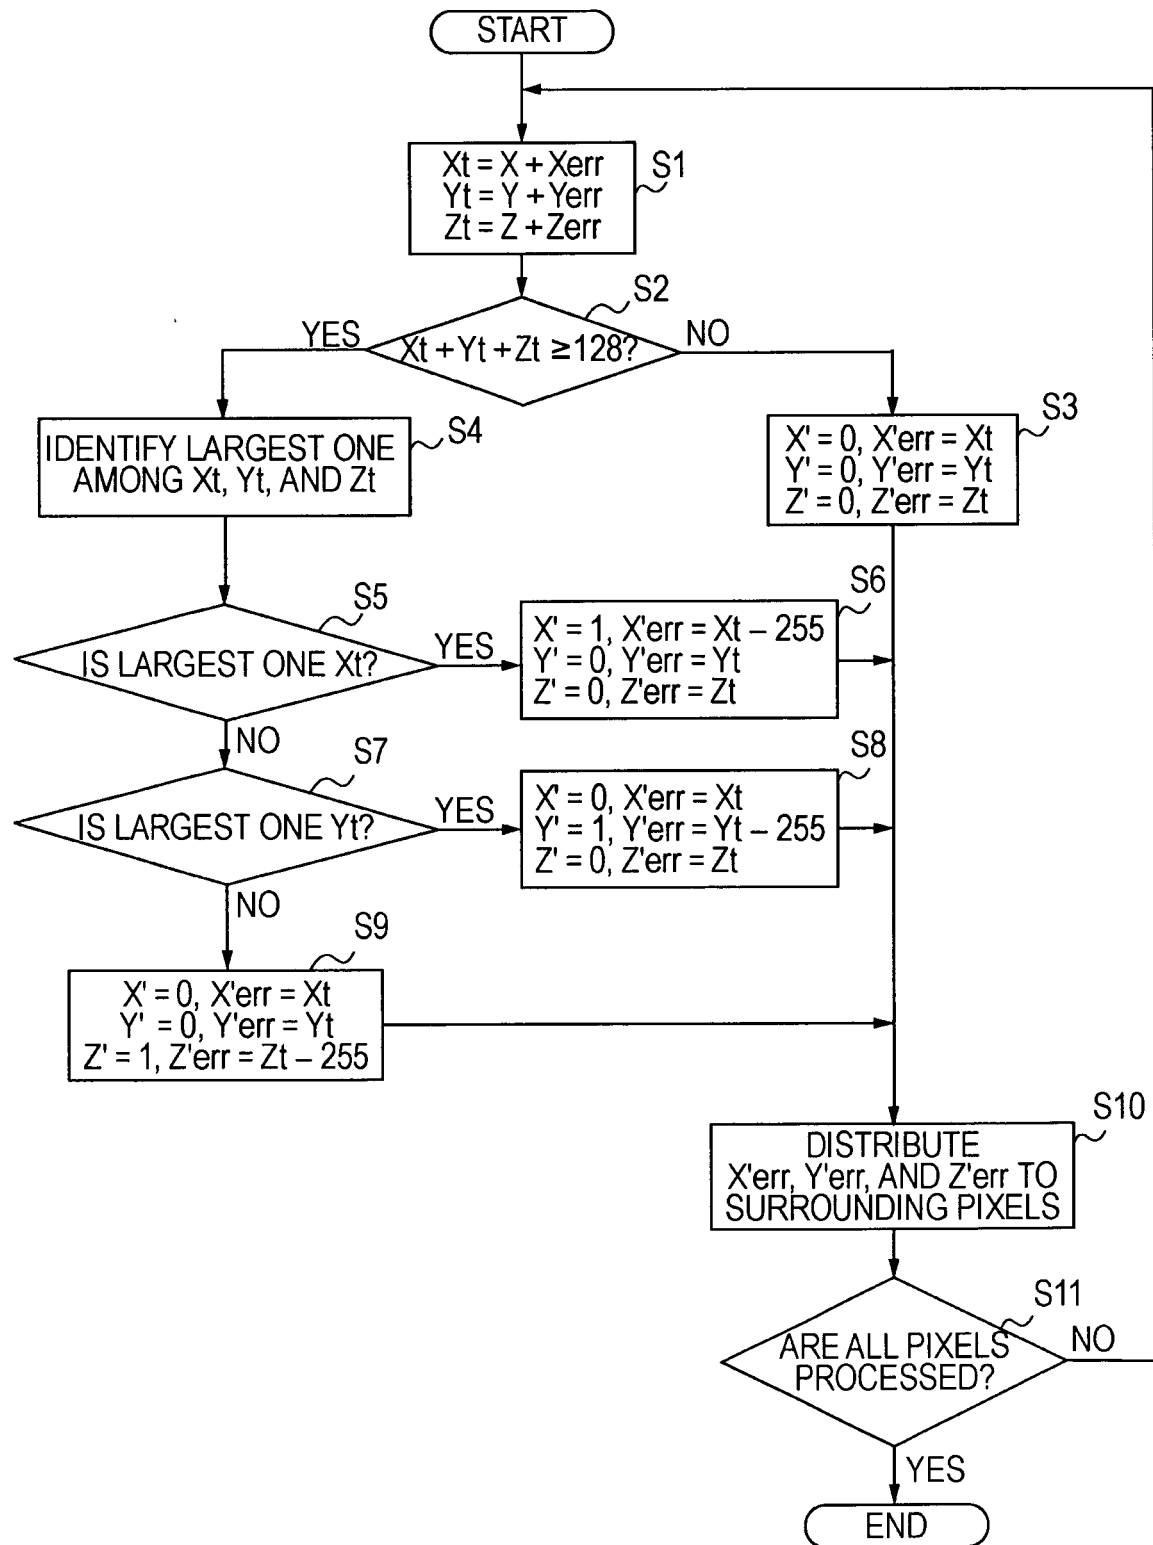 START
Xt = X + Xerr
Yt = Y + Yerr
Zt = Z + Zerr
S1
S2
YES
Xt + Yt + Zt ≧128?
NO
S4
IDENTIFY LARGEST ONE
AMONG Xt, Yt, AND Zt
S3
X' = 0, X'err = Xt
Y' = 0, Y'err = Yt
Z' = 0, Z'err = Zt
S5
IS LARGEST ONE Xt?
YES
S6
X' = 1, X'err = Xt – 255
Y' = 0, Y'err = Yt
Z' = 0, Z'err = Zt
NO
S7
IS LARGEST ONE Yt?
YES
S8
X' = 0, X'err = Xt
Y' = 1, Y'err = Yt – 255
Z' = 0, Z'err = Zt
NO
S9
X' = 0, X'err = Xt
Y' = 0, Y'err = Yt
Z' = 1, Z'err = Zt – 255
S10
DISTRIBUTE
X'err, Y'err, AND Z'err TO
SURROUNDING PIXELS
S11
ARE ALL PIXELS
PROCESSED?
NO
YES
END